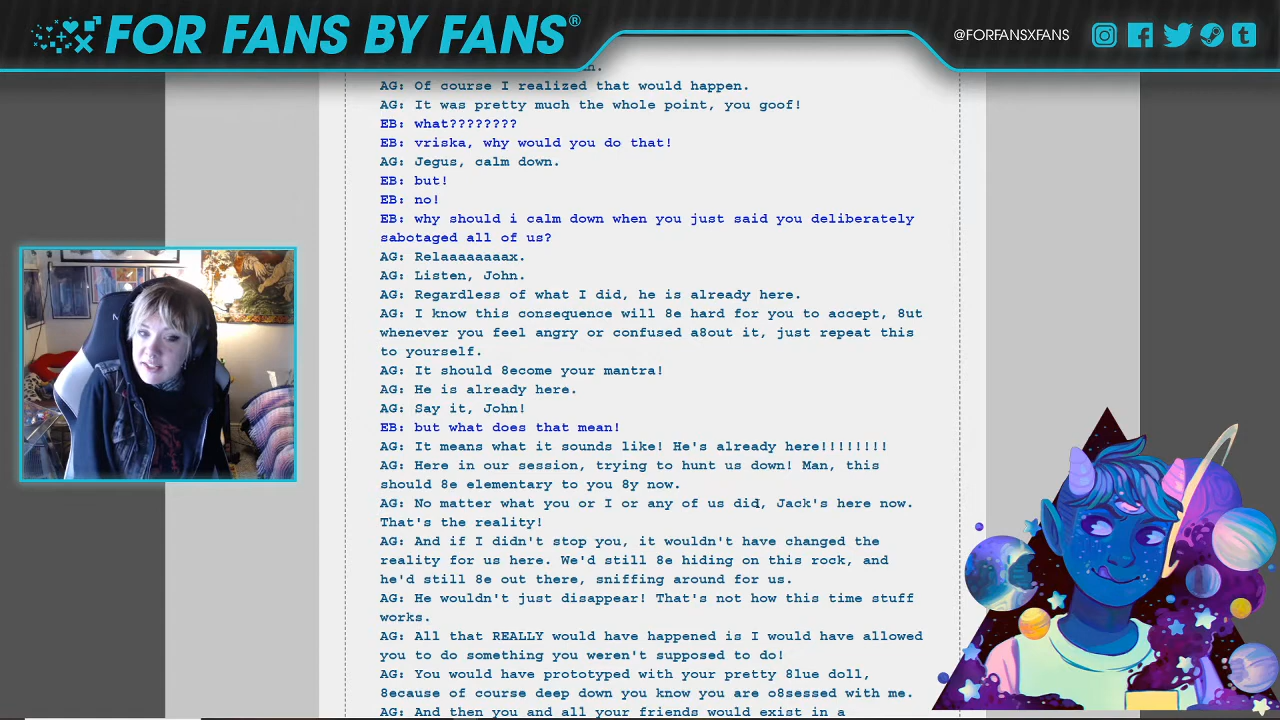 FOR FANS BY FANS®
@FORFANSXFANS
AG: Of course I realized that would happen.
AG: It was pretty much the whole point, you goof!
EB: what????????
EB: vriska, why would you do that!
AG: Jegus, calm down.
EB: but!
EB: no!
EB: why should i calm down when you just said you deliberately
sabotaged all of us?
AG: Relaaaaaaaax.
AG: Listen, John.
AG: Regardless of what I did, he is already here.
AG: I know this consequence will 8e hard for you to accept, 8ut
whenever you feel angry or confused a8out it, just repeat this
to yourself.
AG: It should 8ecome your mantra!
AG: He is already here.
AG: Say it, John!
EB: but what does that mean!
AG: It means what it sounds like! He's already here!!!!!!!!
AG: Here in our session, trying to hunt us down! Man, this
should 8e elementary to you 8y now.
AG: No matter what you or I or any of us did, Jack's here now.
That's the reality!
AG: And if I didn't stop you, it wouldn't have changed the
reality for us here. We'd still 8e hiding on this rock, and
he'd still 8e out there, sniffing around for us.
AG: He wouldn't just disappear! That's not how this time stuff
works.
AG: All that REALLY would have happened is I would have allowed
you to do something you weren't supposed to do!
AG: You would have prototyped with your pretty 8lue doll,
8ecause of course deep down you know you are o8sessed with me.
AG: And then you and all your friends would exist in a